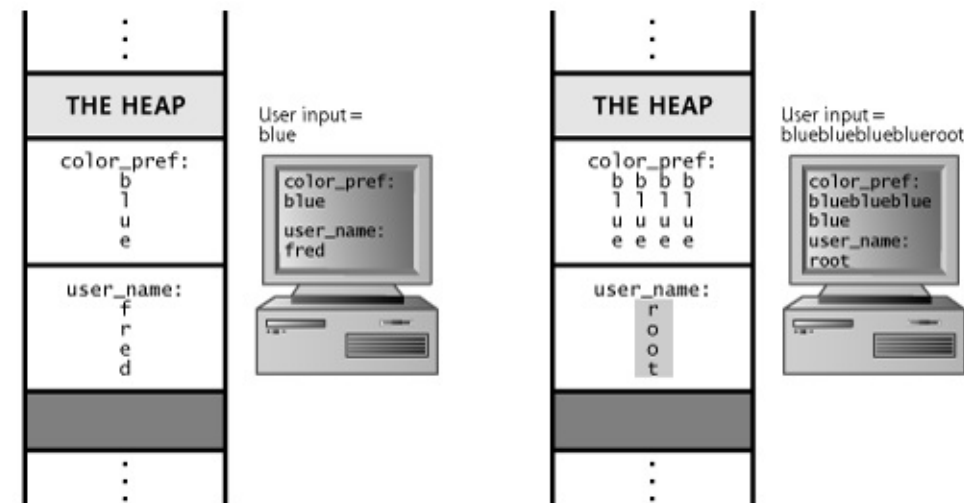 THE HEAP
color_pref:
b
l
u
e
user_name:
f
r
e
d
User input =
blue
color_pref:
blue
user_name:
fred
THE HEAP
color_pref:
b b b b
l l l l
u u u u
e e e e
user_name:
r
o
o
t
User input =
blueblueblueblueroot
color_pref:
blueblueblue
blue
user_name:
root